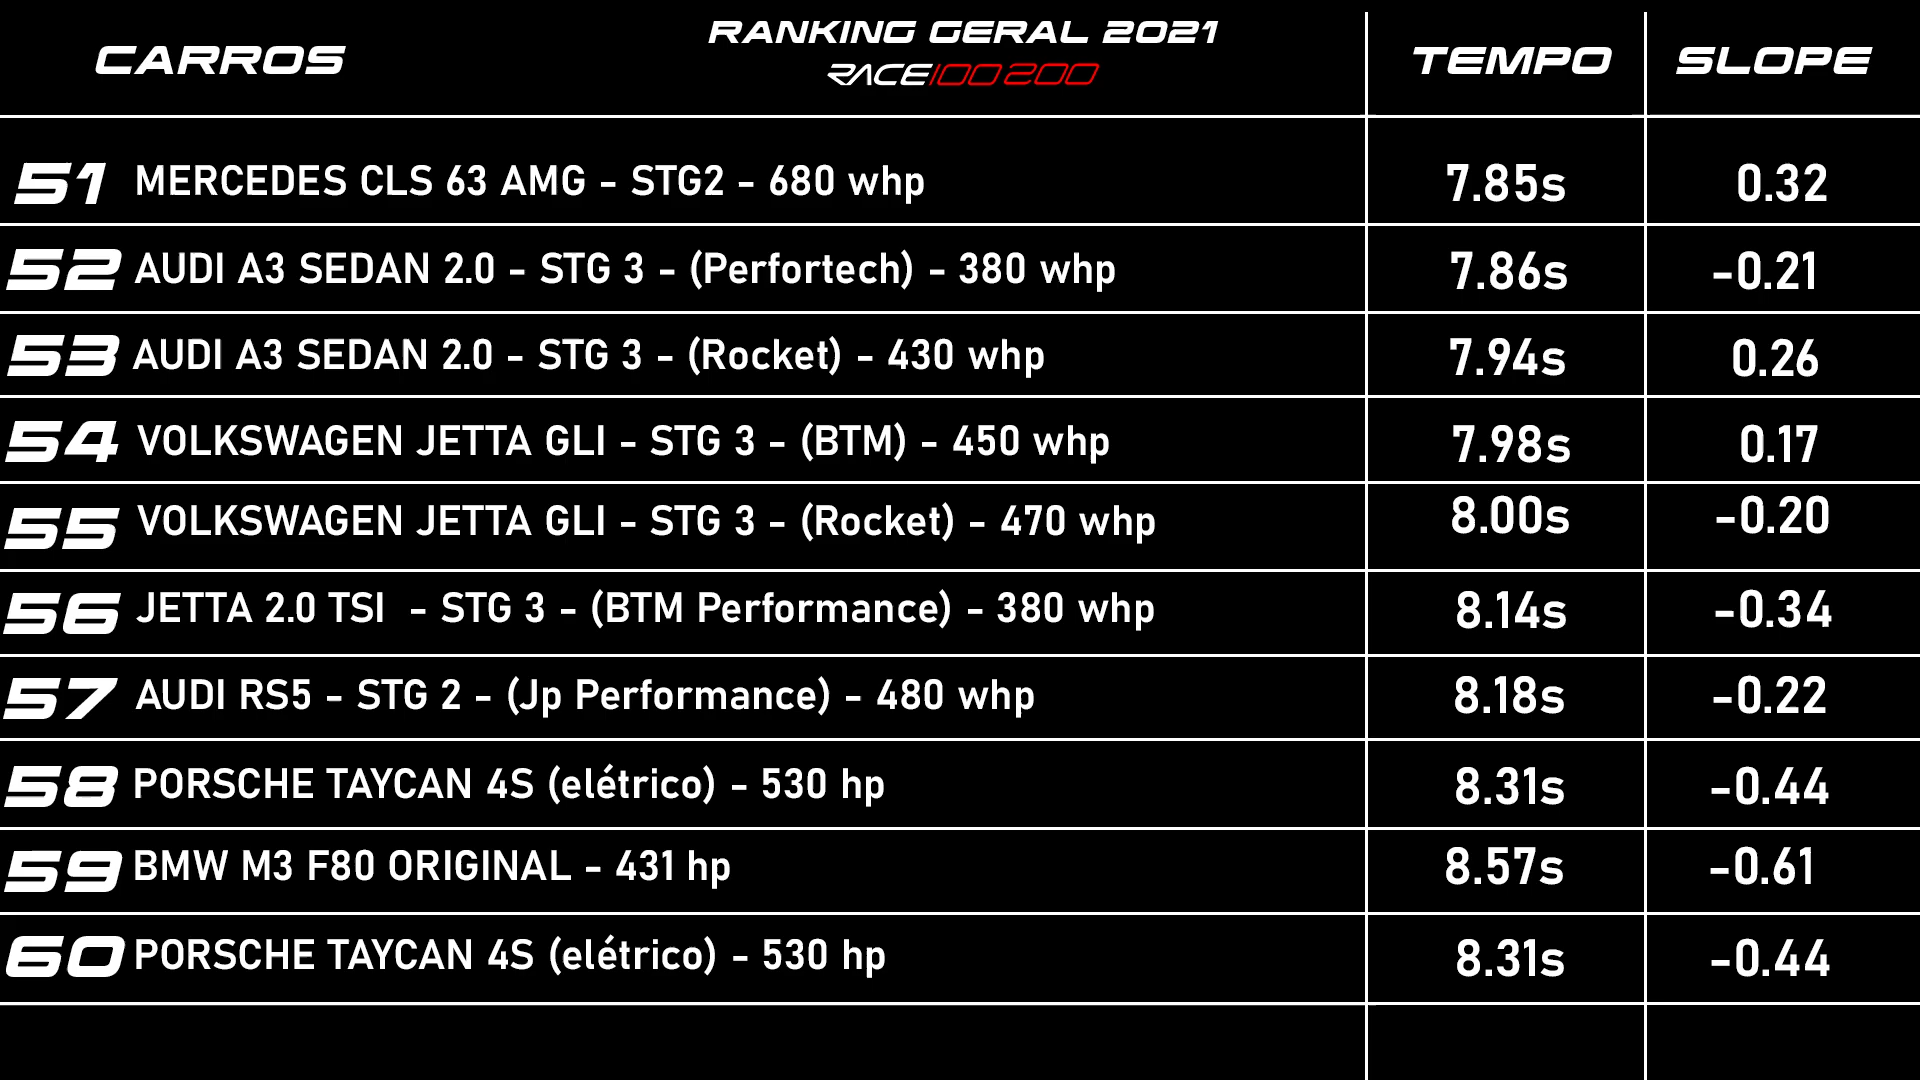 CARROS RANKING GERAL 2021 TEMPO SLOPE
RACE100200
51 MERCEDES CLS 63 AMG - STG2 - 680 whp 7.85s 0.32
52 AUDI A3 SEDAN 2.0 - STG 3 - (Perfortech) - 380 whp 7.86s -0.21
53 AUDI A3 SEDAN 2.0 - STG 3 - (Rocket) - 430 whp 7.94s 0.26
54 VOLKSWAGEN JETTA GLI - STG 3 - (BTM) - 450 whp 7.98s 0.17
55 VOLKSWAGEN JETTA GLI - STG 3 - (Rocket) - 470 whp 8.00s -0.20
56 JETTA 2.0 TSI - STG 3 - (BTM Performance) - 380 whp 8.14s -0.34
57 AUDI RS5 - STG 2 - (Jp Performance) - 480 whp 8.18s -0.22
58 PORSCHE TAYCAN 4S (elétrico) - 530 hp 8.31s -0.44
59 BMW M3 F80 ORIGINAL - 431 hp 8.57s -0.61
60 PORSCHE TAYCAN 4S (elétrico) - 530 hp 8.31s -0.44